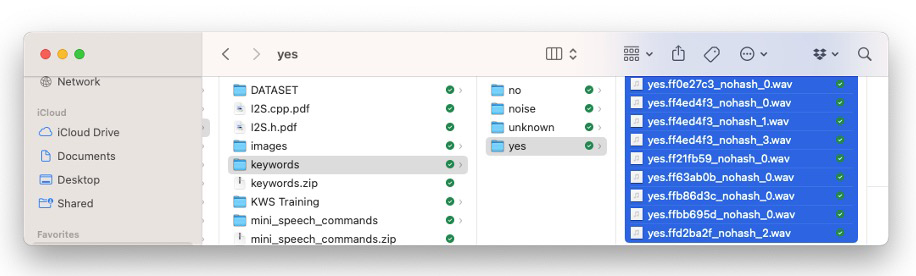 yes
Network
iCloud
iCloud Drive
Documents
Desktop
Shared
Favorites
DATASET
I2S.cpp.pdf
I2S.h.pdf
images
keywords
keywords.zip
KWS Training
mini_speech_commands
mini_speech_commands.zip
no
noise
unknown
yes
yes.ff0e27c3_nohash_0.wav
yes.ff4ed4f3_nohash_0.wav
yes.ff4ed4f3_nohash_1.wav
yes.ff4ed4f3_nohash_3.wav
yes.ff21fb59_nohash_0.wav
yes.ff63ab0b_nohash_0.wav
yes.ffb86d3c_nohash_0.wav
yes.ffbb695d_nohash_0.wav
yes.ffd2ba2f_nohash_2.wav